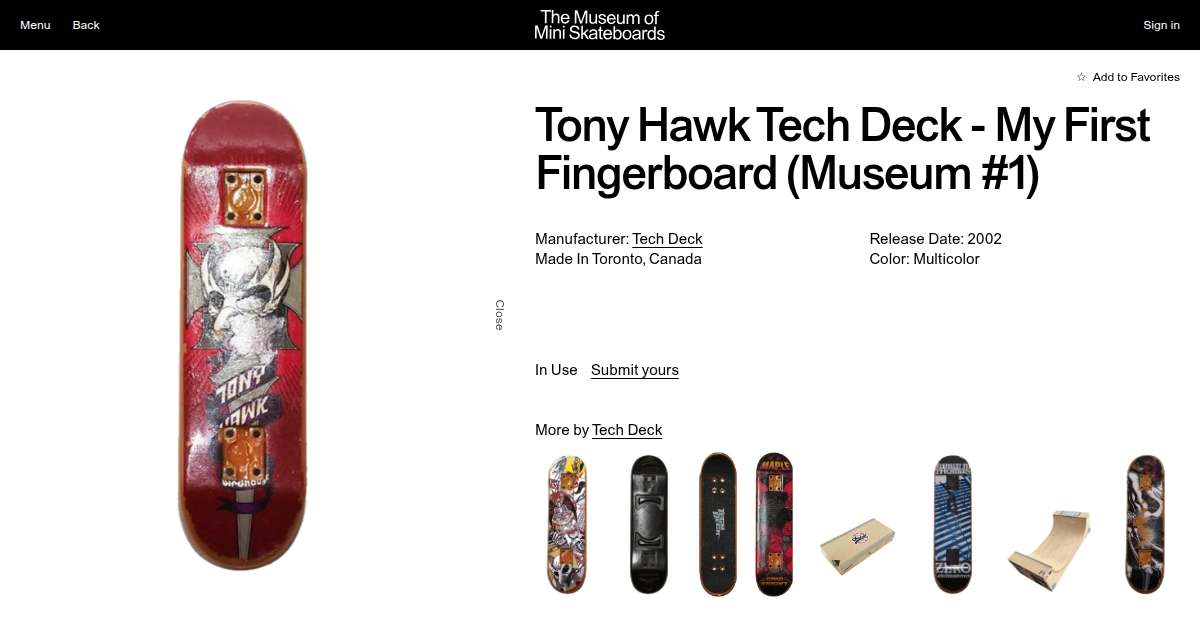 Menu
Back
The Museum of
Mini Skateboards
Sign in
☆ Add to Favorites
Tony Hawk Tech Deck - My First
Fingerboard (Museum #1)
Manufacturer: Tech Deck
Made In Toronto, Canada
Release Date: 2002
Color: Multicolor
Close
TONY
HAWK
In Use
Submit yours
More by Tech Deck
MAPLE
ZERO